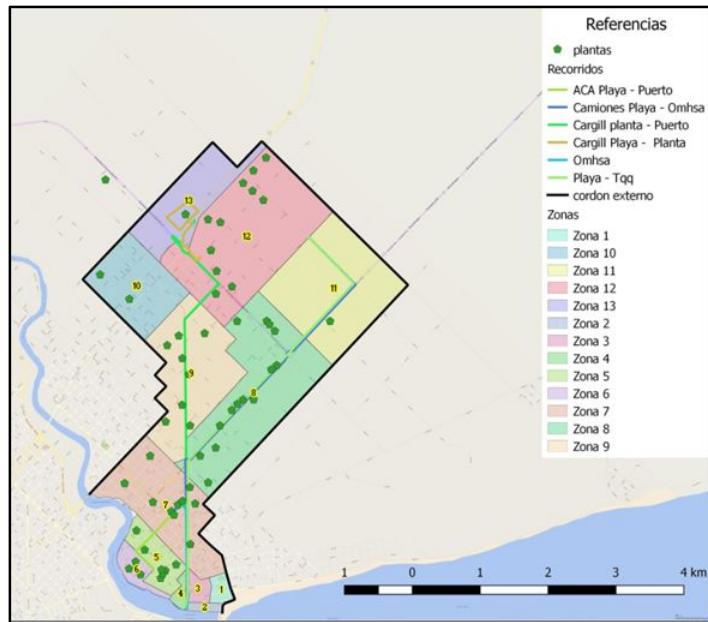 Referencias
plantas
Recorridos
ACA Playa - Puerto
Camiones Playa - Omhsa
Cargill planta - Puerto
Cargill Playa - Planta
Omhsa
Playa - Tqq
cordon externo
Zonas
Zona 1
Zona 10
Zona 11
Zona 12
Zona 13
Zona 2
Zona 3
Zona 4
Zona 5
Zona 6
Zona 7
Zona 8
Zona 9
13
12
10
11
9
8
7
5
6
4
3
1
2
1 0 1 2 3 4 km